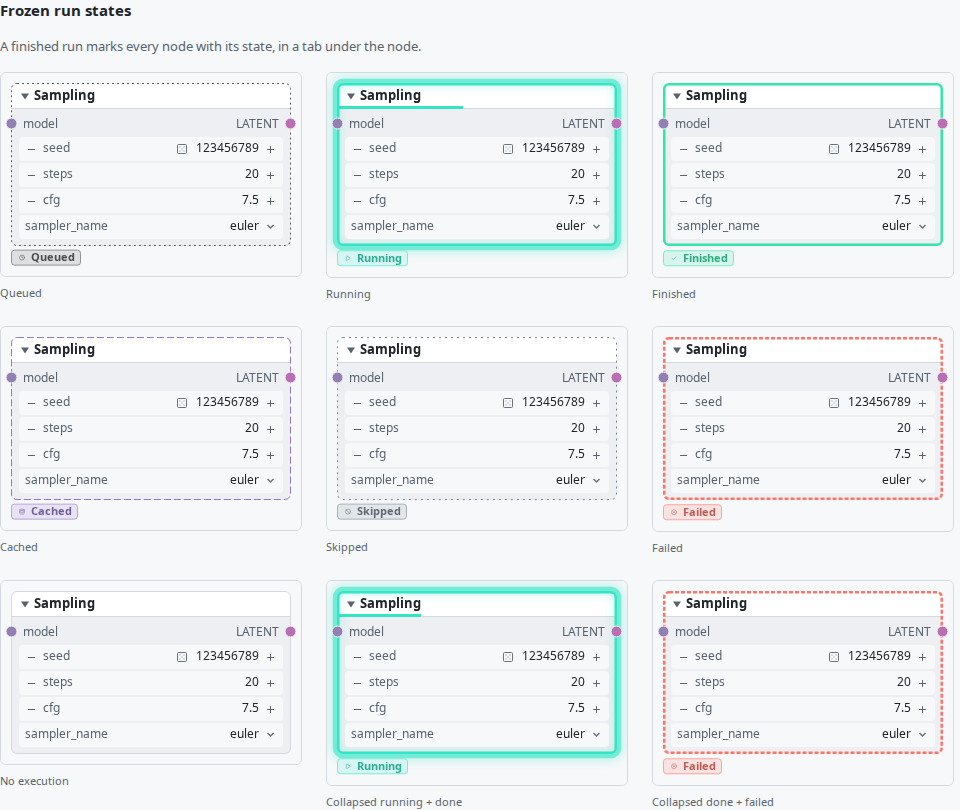 Frozen run states
A finished run marks every node with its state, in a tab under the node.
Sampling
model LATENT
– seed 123456789 +
– steps 20 +
– cfg 7.5 +
sampler_name euler
Queued
Queued
Sampling
model LATENT
– seed 123456789 +
– steps 20 +
– cfg 7.5 +
sampler_name euler
Running
Running
Sampling
model LATENT
– seed 123456789 +
– steps 20 +
– cfg 7.5 +
sampler_name euler
Finished
Finished
Sampling
model LATENT
– seed 123456789 +
– steps 20 +
– cfg 7.5 +
sampler_name euler
Cached
Cached
Sampling
model LATENT
– seed 123456789 +
– steps 20 +
– cfg 7.5 +
sampler_name euler
Skipped
Skipped
Sampling
model LATENT
– seed 123456789 +
– steps 20 +
– cfg 7.5 +
sampler_name euler
Failed
Failed
Sampling
model LATENT
– seed 123456789 +
– steps 20 +
– cfg 7.5 +
sampler_name euler
No execution
Sampling
model LATENT
– seed 123456789 +
– steps 20 +
– cfg 7.5 +
sampler_name euler
Running
Collapsed running + done
Sampling
model LATENT
– seed 123456789 +
– steps 20 +
– cfg 7.5 +
sampler_name euler
Failed
Collapsed done + failed